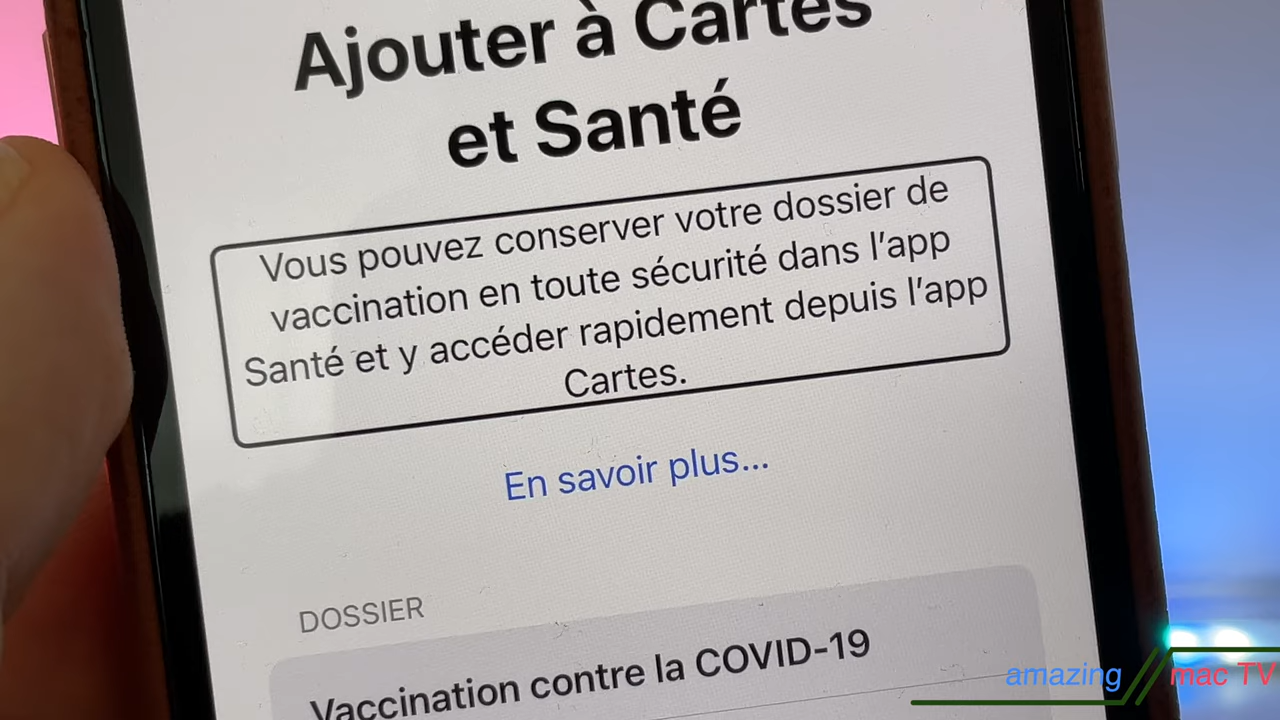 Ajouter à Cartes
et Santé
Vous pouvez conserver votre dossier de
vaccination en toute sécurité dans l'app
Santé et y accéder rapidement depuis l'app
Cartes.
En savoir plus...
DOSSIER
Vaccination contre la COVID-19
amazing // mac TV